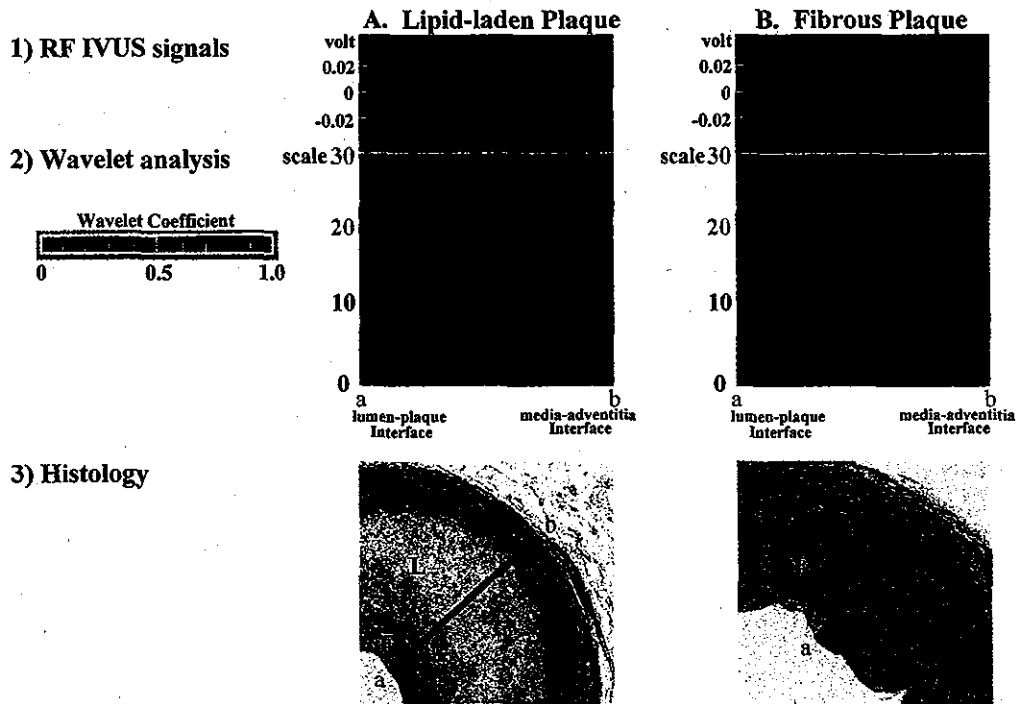 A. Lipid-laden Plaque
B. Fibrous Plaque
1) RF IVUS signals
volt
0.02
0
-0.02
volt
0.02
0
-0.02
2) Wavelet analysis
scale 30
20
10
0
scale 30
20
10
0
Wavelet Coefficient
0 0.5 1.0
a b
lumen-plaque Interface
media-adventitia Interface
a b
lumen-plaque Interface
media-adventitia Interface
3) Histology
b
L
a
a